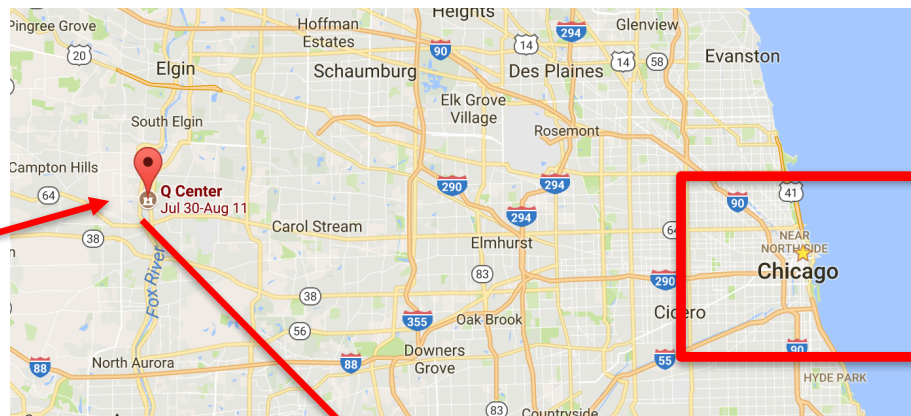 Heights
Pingree Grove
Hoffman
Estates
294
Glenview
20
90
14
14
58
Evanston
Elgin
Schaumburg
Des Plaines
Elk Grove
Village
South Elgin
Rosemont
Campton Hills
64
Q Center
Jul 30-Aug 11
290
294
90
41
Carol Stream
294
38
Elmhurst
NEAR
NORTHSIDE
Chicago
83
290
38
355
Oak Brook
Cicero
56
Fox River
North Aurora
88
88
Downers
Grove
55
90
HYDE PARK
83
Countryside